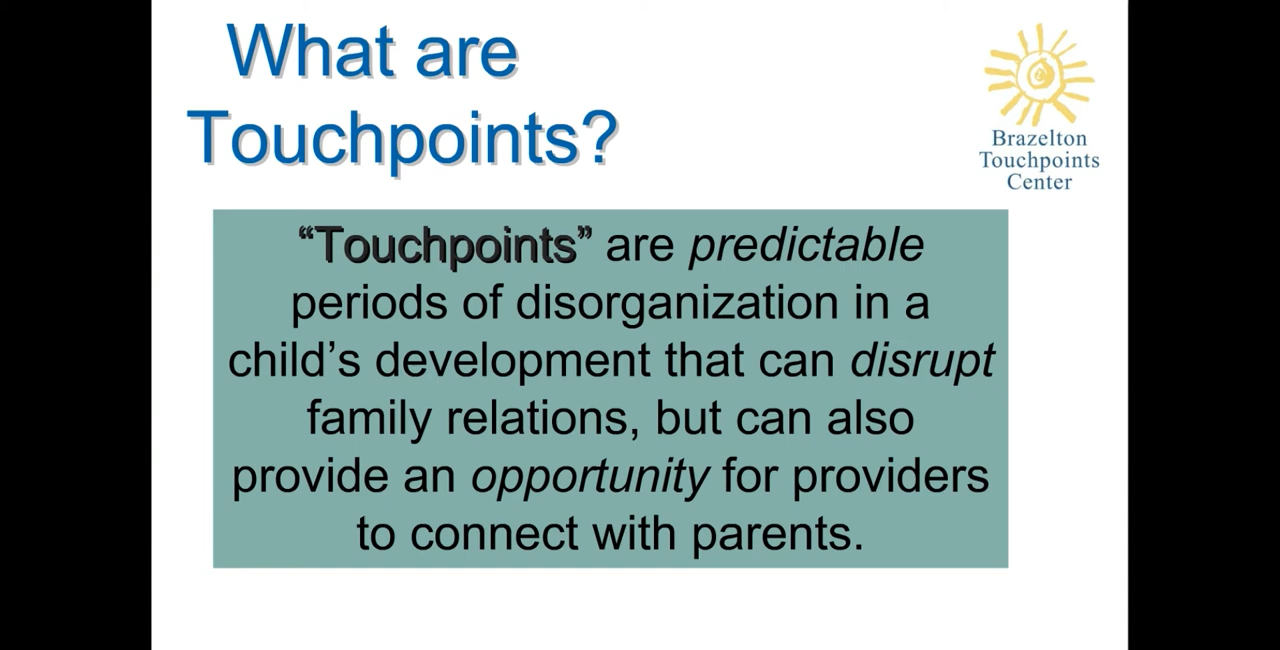 What are
Touchpoints?
Brazelton
Touchpoints
Center
“Touchpoints” are predictable
periods of disorganization in a
child’s development that can disrupt
family relations, but can also
provide an opportunity for providers
to connect with parents.